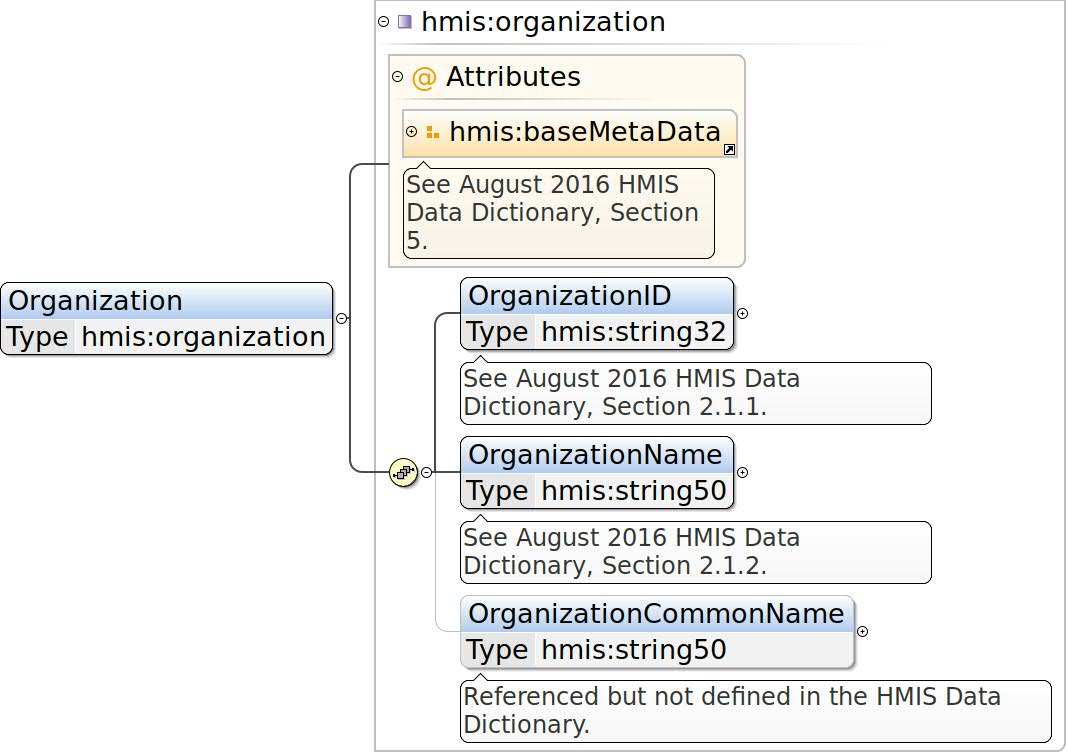 hmis:organization
@ Attributes
hmis:baseMetaData
See August 2016 HMIS
Data Dictionary, Section
5.
Organization
Type hmis:organization
OrganizationID
Type hmis:string32
See August 2016 HMIS Data
Dictionary, Section 2.1.1.
OrganizationName
Type hmis:string50
See August 2016 HMIS Data
Dictionary, Section 2.1.2.
OrganizationCommonName
Type hmis:string50
Referenced but not defined in the HMIS Data
Dictionary.